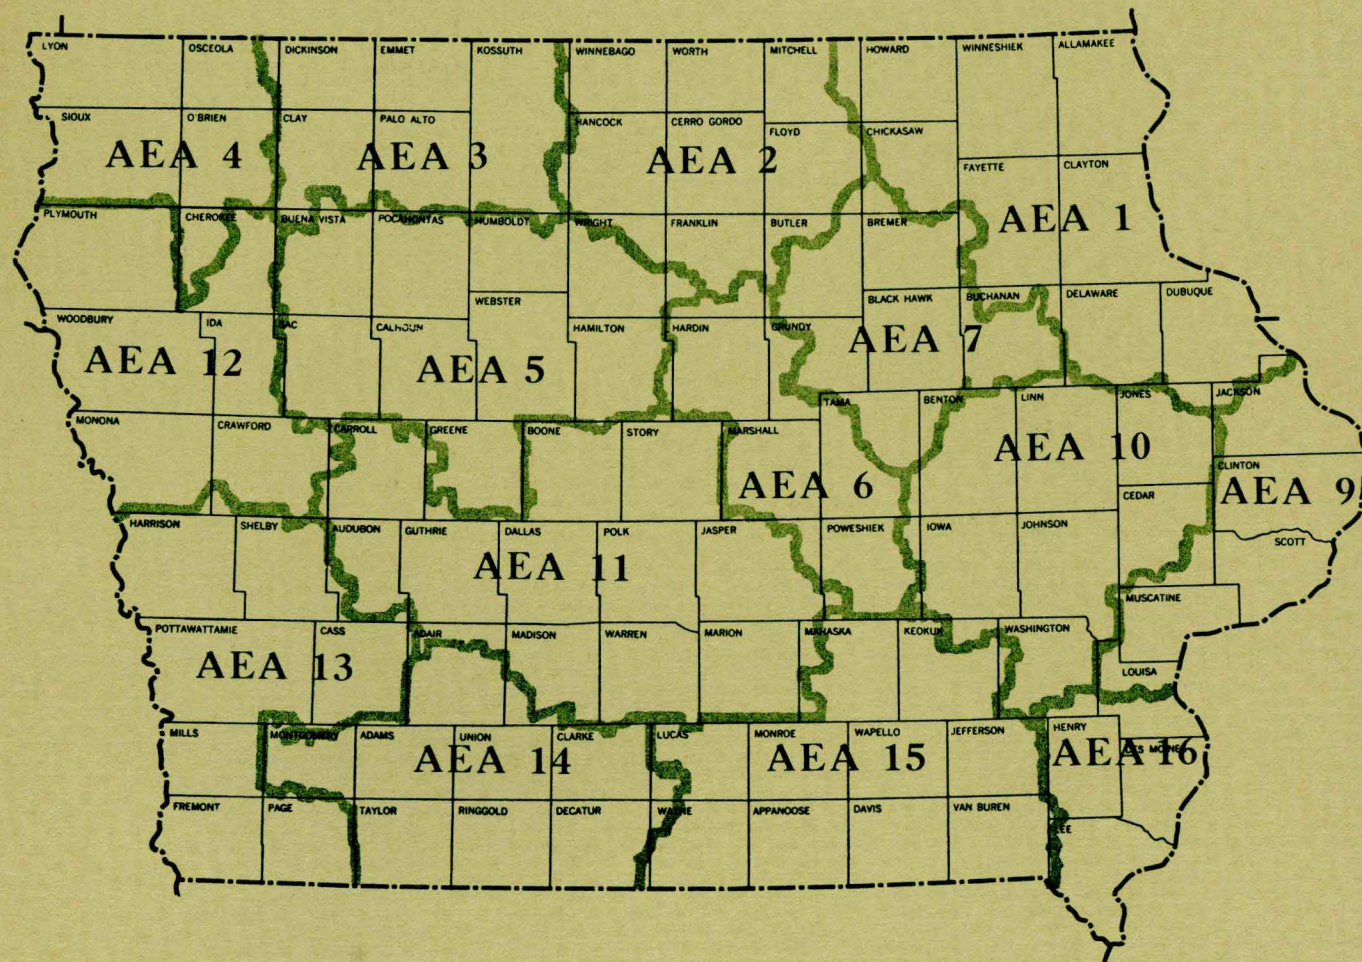 LYON OSCEOLA DICKINSON EMMET KOSSUTH WINNEBAGO WORTH MITCHELL HOWARD WINNESHIEK ALLAMAKEE
SIOUX O'BRIEN CLAY PALO ALTO HANCOCK CERRO GORDO FLOYD CHICKASAW
AEA 4 AEA 3 AEA 2
FAYETTE CLAYTON
AEA 1
PLYMOUTH CHEROKEE BUENA VISTA POCAHONTAS HUMBOLDT WRIGHT FRANKLIN BUTLER BREMER
WEBSTER BLACK HAWK BUCHANAN DELAWARE DUBUQUE
WOODBURY IDA SAC CALHOUN HAMILTON HARDIN GRUNDY
AEA 12 AEA 5 AEA 7
MONONA CRAWFORD CARROLL GREENE BOONE STORY MARSHALL TAMA BENTON LINN JONES JACKSON
AEA 10
CLINTON
AEA 6 AEA 9
CEDAR
HARRISON SHELBY AUDUBON GUTHRIE DALLAS POLK JASPER POWESHIEK IOWA JOHNSON SCOTT
AEA 11
MUSCATINE
POTTAWATTAMIE CASS ADAIR MADISON WARREN MARION MAHASKA KEOKUK WASHINGTON
AEA 13
LOUISA
MILLS MONTGOMERY ADAMS UNION CLARKE LUCAS MONROE WAPELLO JEFFERSON HENRY
AEA 14 AEA 15 AEA 16
DES MOINES
FREMONT PAGE TAYLOR RINGGOLD DECATUR WAYNE APPANOOSE DAVIS VAN BUREN
LEE